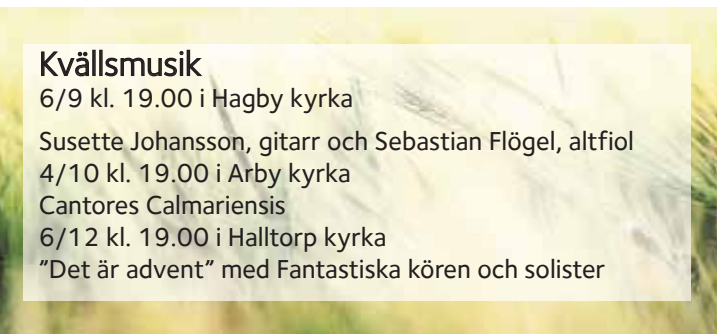 Kvällsmusik
6/9 kl. 19.00 i Hagby kyrka
Susette Johansson, gitarr och Sebastian Flögel, altfiol
4/10 kl. 19.00 i Arby kyrka
Cantores Calmariensis
6/12 kl. 19.00 i Halltorp kyrka
”Det är advent” med Fantastiska kören och solister